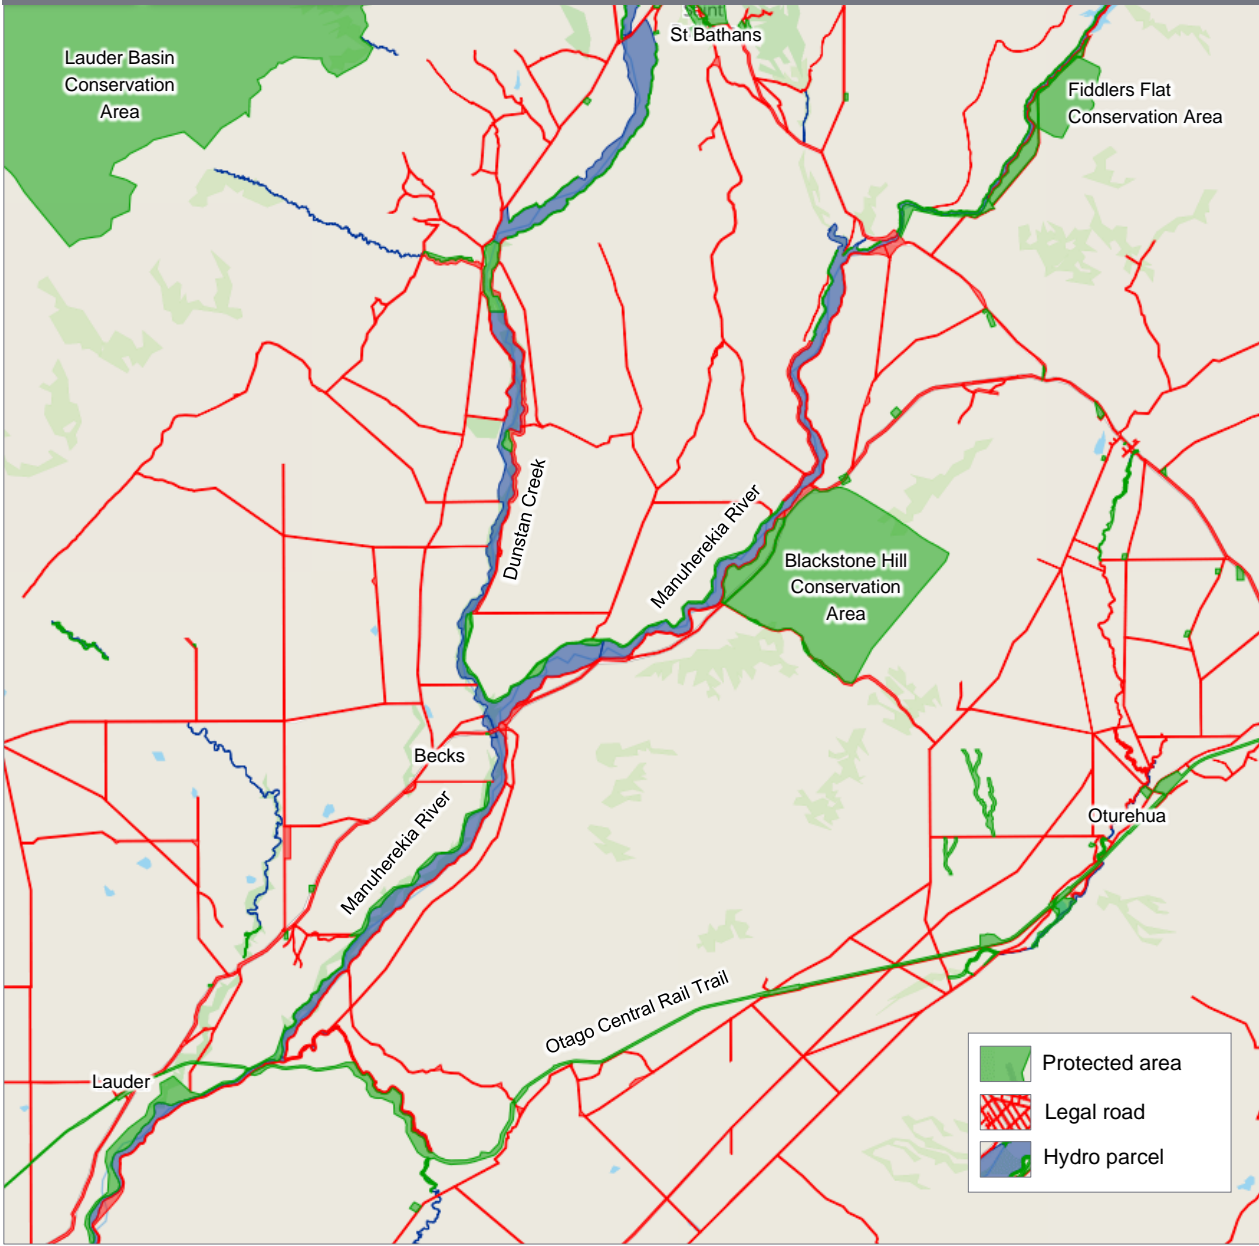 Saint
St Bathans
Lauder Basin
Conservation
Area
Fiddlers Flat
Conservation Area
Dunstan Creek
Manuherekia River
Blackstone Hill
Conservation
Area
Becks
Manuherekia River
Oturehua
Otago Central Rail Trail
Lauder
Protected area
Legal road
Hydro parcel